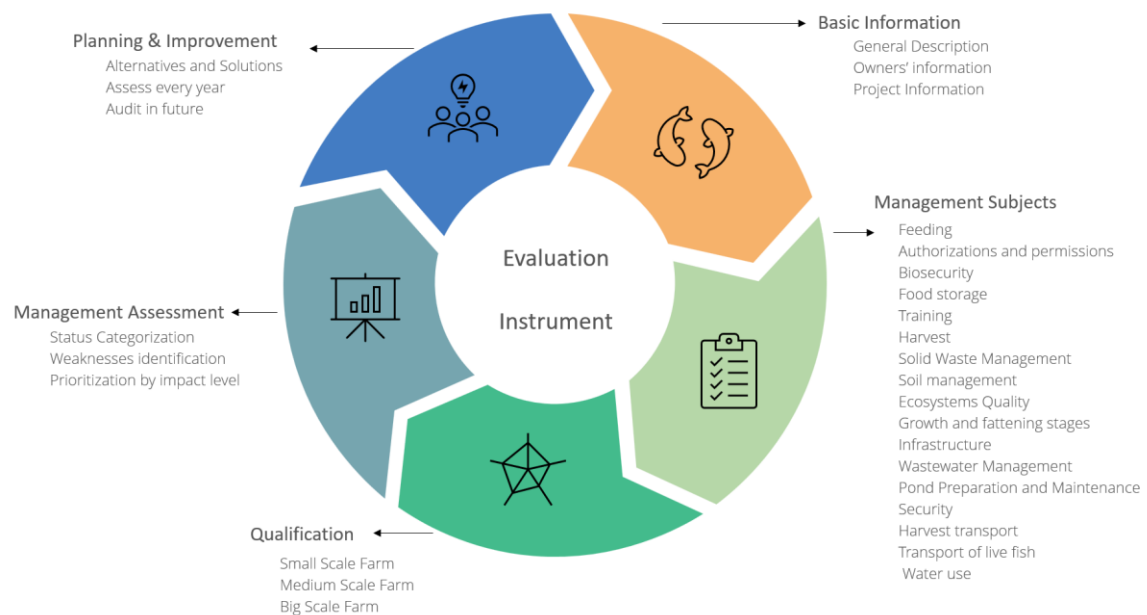 Planning & Improvement
Alternatives and Solutions
Assess every year
Audit in future
Basic Information
General Description
Owners' information
Project Information
Management Subjects
Feeding
Authorizations and permissions
Biosecurity
Food storage
Training
Harvest
Solid Waste Management
Soil management
Ecosystems Quality
Growth and fattening stages
Infrastructure
Wastewater Management
Pond Preparation and Maintenance
Security
Harvest transport
Transport of live fish
Water use
Evaluation
Instrument
Management Assessment
Status Categorization
Weaknesses identification
Prioritization by impact level
Qualification
Small Scale Farm
Medium Scale Farm
Big Scale Farm